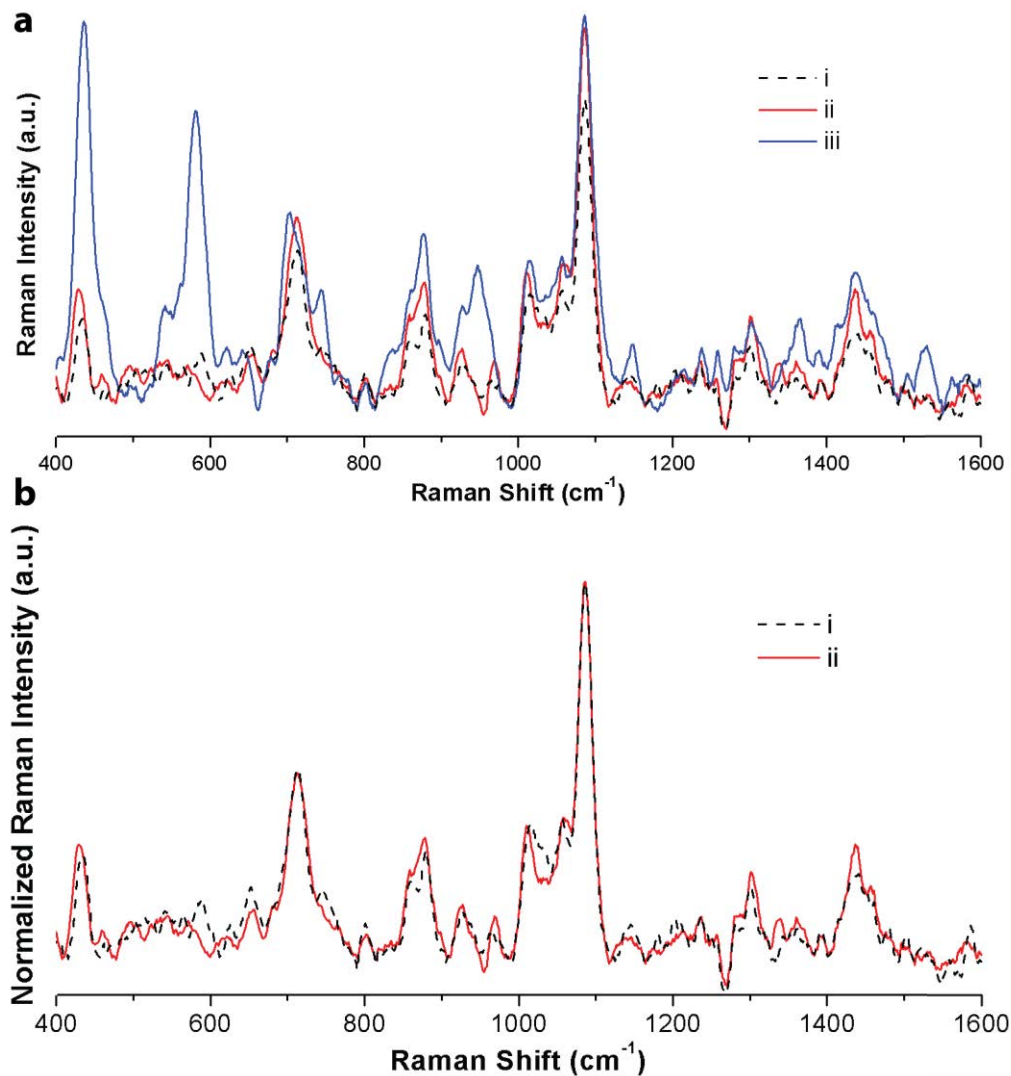 a
Raman Intensity (a.u.)
i
ii
iii
400 600 800 1000 1200 1400 1600
Raman Shift (cm⁻¹)
b
Normalized Raman Intensity (a.u.)
i
ii
400 600 800 1000 1200 1400 1600
Raman Shift (cm⁻¹)